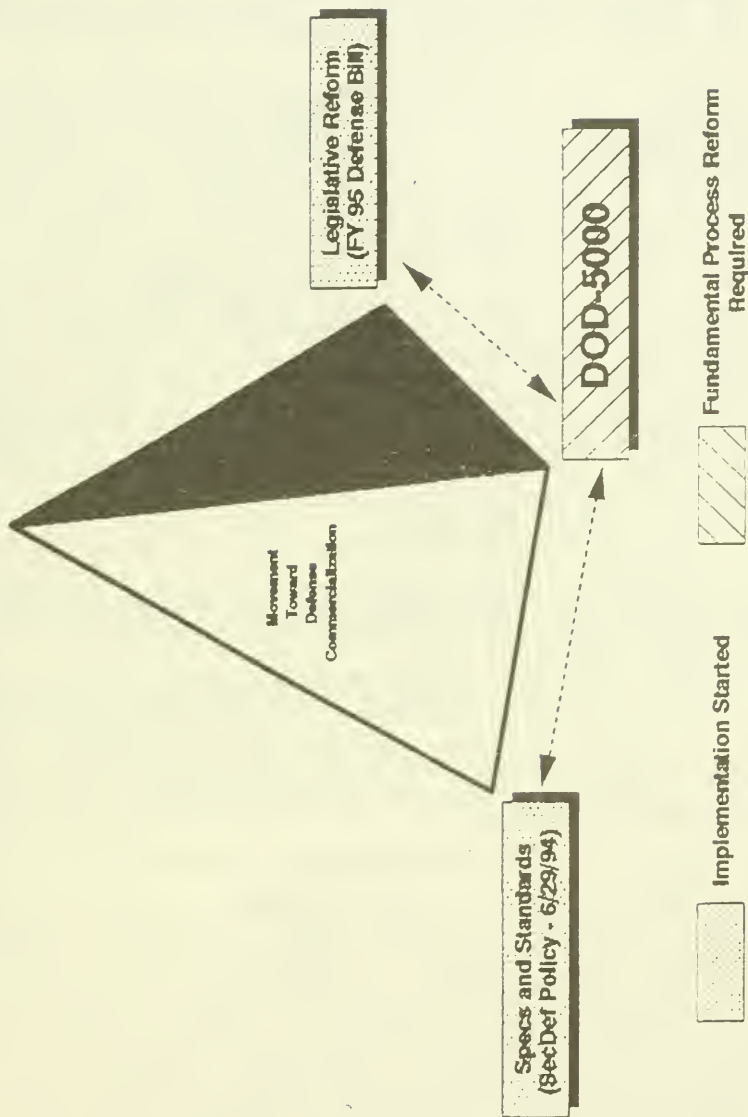 Movement
Toward
Defense
Commercialization
Legislative Reform
(FY 95 Defense Bill)
Specs and Standards
(SecDef Policy - 6/29/94)
DOD-5000
Implementation Started
Fundamental Process Reform
Required